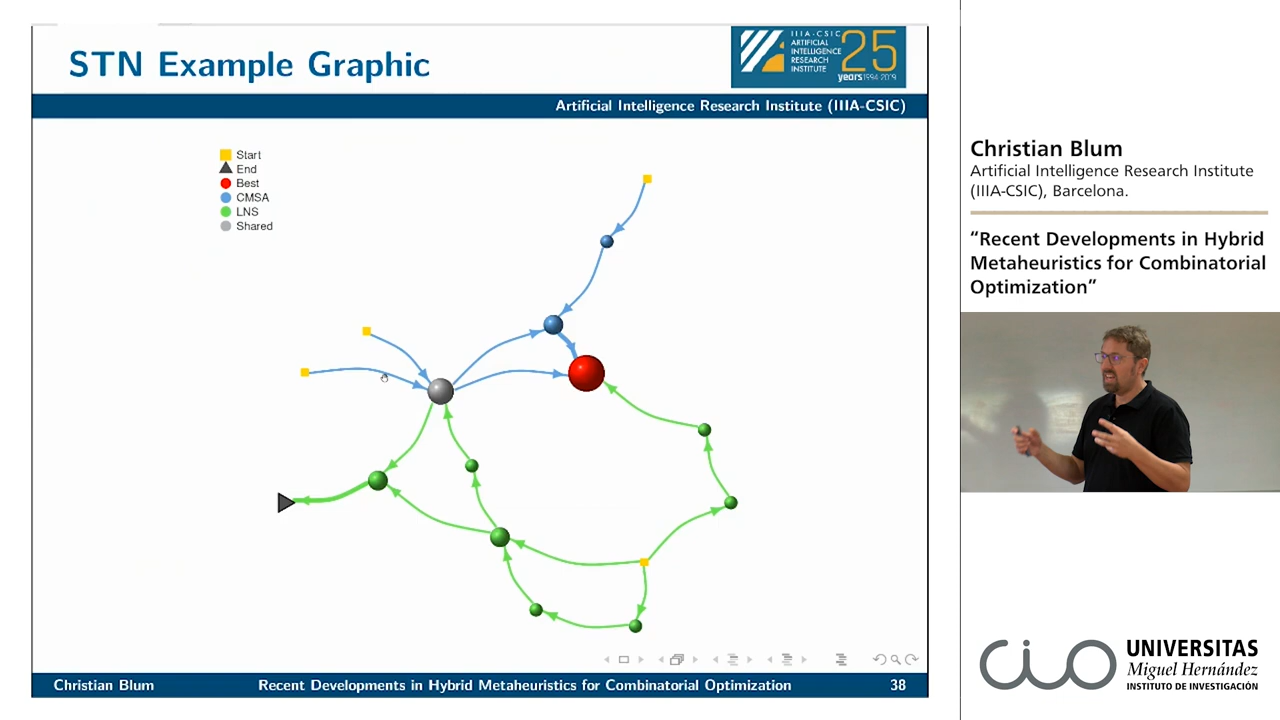 STN Example Graphic
IIIA-CSIC
ARTIFICIAL
INTELLIGENCE
RESEARCH
INSTITUTE
25
years 1994-2019
Artificial Intelligence Research Institute (IIIA-CSIC)
Start
End
Best
CMSA
LNS
Shared
Christian Blum
Recent Developments in Hybrid Metaheuristics for Combinatorial Optimization
38
Christian Blum
Artificial Intelligence Research Institute
(IIIA-CSIC), Barcelona.
“Recent Developments in Hybrid
Metaheuristics for Combinatorial
Optimization”
cio
UNIVERSITAS
Miguel Hernández
INSTITUTO DE INVESTIGACIÓN